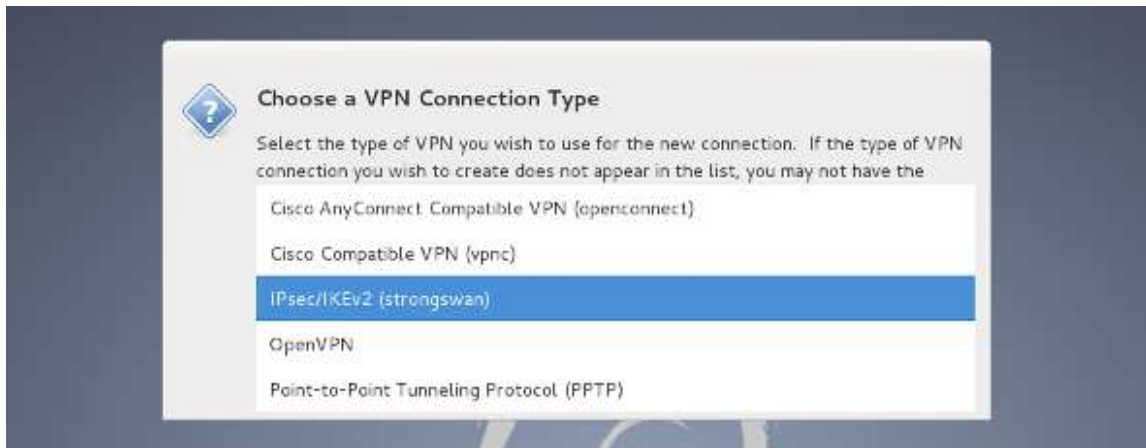 Choose a VPN Connection Type
Select the type of VPN you wish to use for the new connection. If the type of VPN
connection you wish to create does not appear in the list, you may not have the
Cisco AnyConnect Compatible VPN (openconnect)
Cisco Compatible VPN (vpnc)
IPsec/IKEv2 (strongswan)
OpenVPN
Point-to-Point Tunneling Protocol (PPTP)